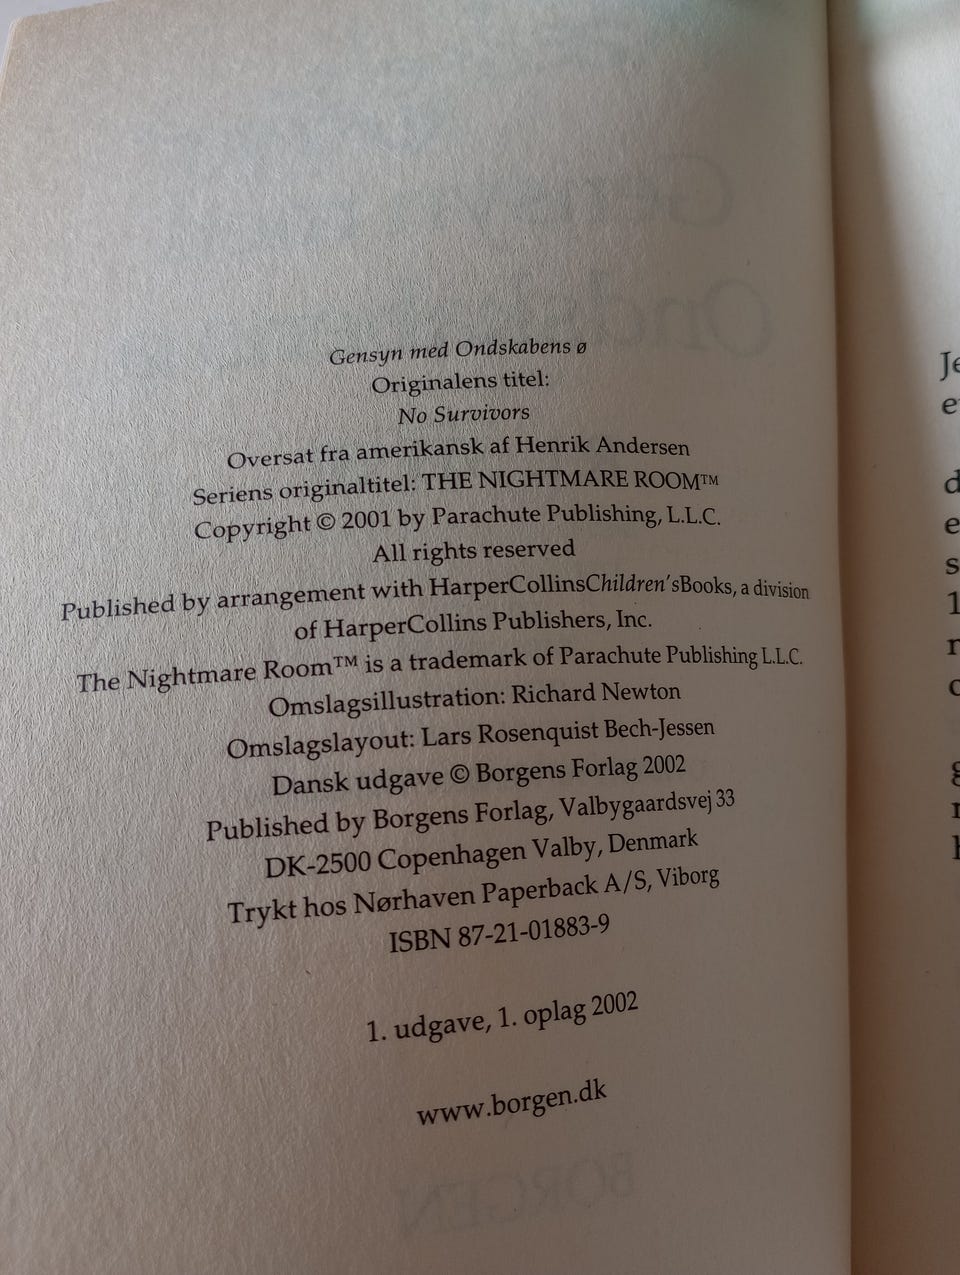 Gensyn med Ondskabens ø
Originalens titel:
No Survivors
Oversat fra amerikansk af Henrik Andersen
Seriens originaltitel: THE NIGHTMARE ROOM™
Copyright © 2001 by Parachute Publishing, L.L.C.
All rights reserved
Published by arrangement with HarperCollinsChildren'sBooks, a division
of HarperCollins Publishers, Inc.
The Nightmare Room™ is a trademark of Parachute Publishing L.L.C.
Omslagsillustration: Richard Newton
Omslagslayout: Lars Rosenquist Bech-Jessen
Dansk udgave © Borgens Forlag 2002
Published by Borgens Forlag, Valbygaardsvej 33
DK-2500 Copenhagen Valby, Denmark
Trykt hos Nørhaven Paperback A/S, Viborg
ISBN 87-21-01883-9
1. udgave, 1. oplag 2002
www.borgen.dk